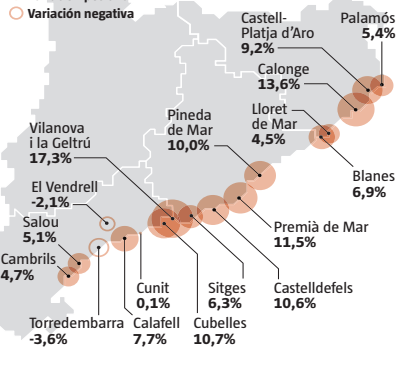 Variación negativa
Castell-
Platja d'Aro
9,2%
Palamós
5,4%
Calonge
13,6%
Lloret
de Mar
4,5%
Pineda
de Mar
10,0%
Vilanova
i la Geltrú
17,3%
Blanes
6,9%
El Vendrell
-2,1%
Salou
5,1%
Cambrils
4,7%
Premià de Mar
11,5%
Cunit
0,1%
Sitges
6,3%
Castelldefels
10,6%
Torredembarra
-3,6%
Calafell
7,7%
Cubelles
10,7%